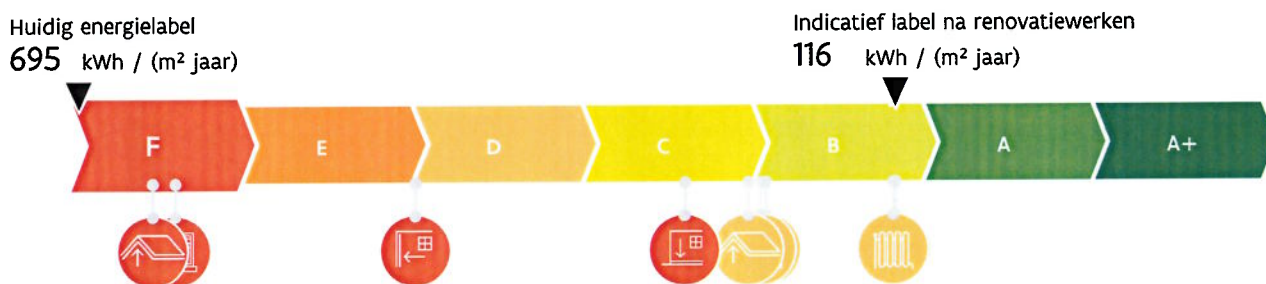 Huidig energielabel
695 kWh / (m² jaar)
Indicatief label na renovatiewerken
116 kWh / (m² jaar)
F E D C B A A+